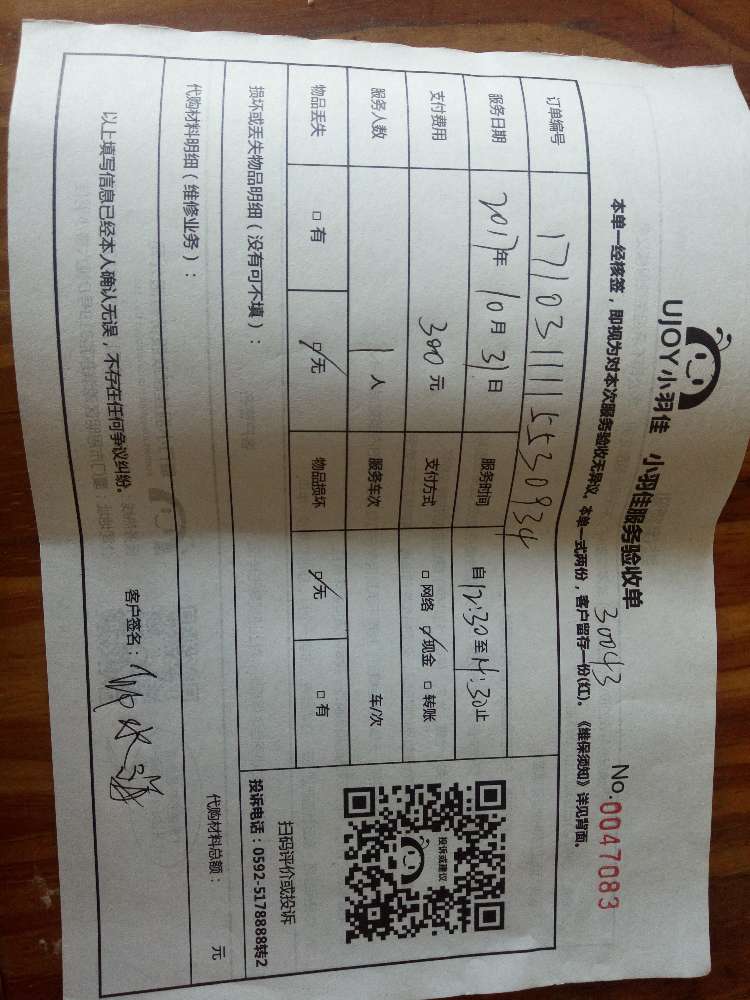 UJOY小羽佳 小羽佳服务验收单
30043
No.0047083
本单一经核签，即视为对本次服务验收无异议。本单一式两份，客户留存一份(红)。《维保须知》详见背面。
订单编号 1710311115530934
服务日期 2017年10月31日 服务时间 自12:30至14:30止
支付费用 300元 支付方式 □ 网络 ☑现金 □ 转账
服务人数 1人 服务车次 车/次
物品丢失 □ 有 ☑无 物品损坏 ☑无 □ 有
损坏或丢失物品明细（没有可不填）：
投诉或建议
扫码评价或投诉
投诉电话：0592-5178888转2
代购材料明细（维修业务）：
代购材料总额： 元
以上填写信息已经本人确认无误，不存在任何争议纠纷。
客户签名：